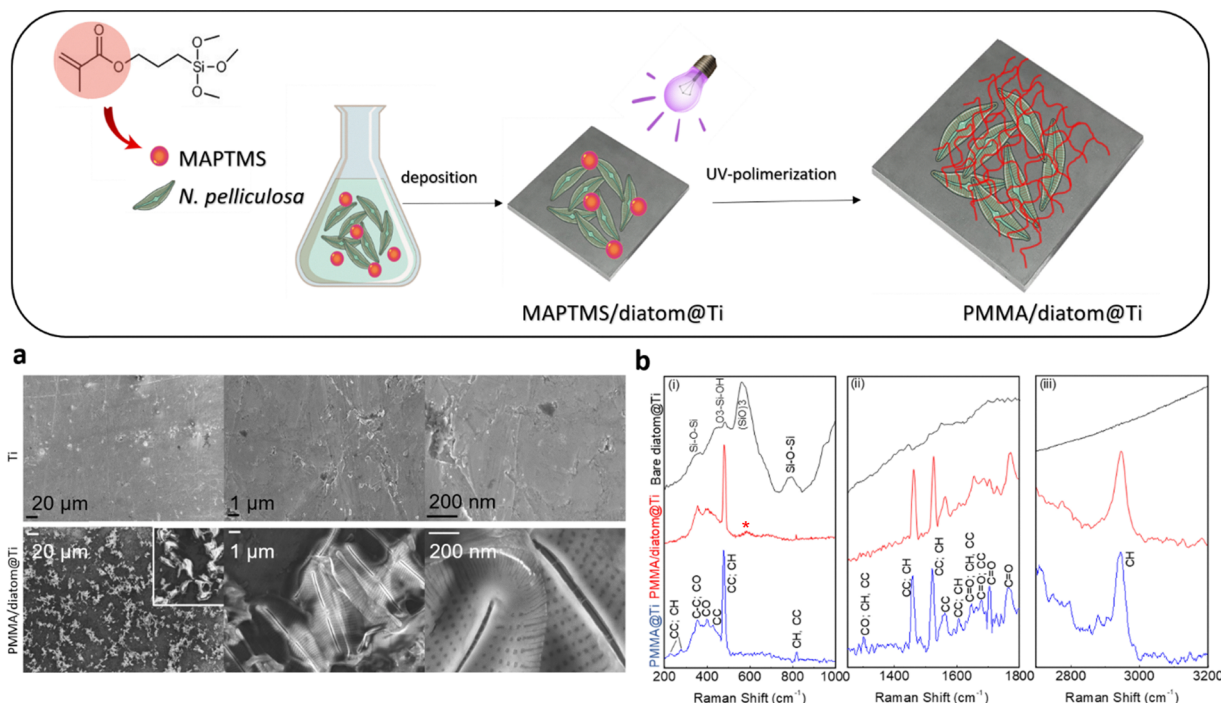 O
O
Si
O
O
O
MAPTMS
N. pelliculosa
deposition
UV-polimerization
MAPTMS/diatom@Ti
PMMA/diatom@Ti
a
Ti
20 µm
1 µm
200 nm
PMMA/diatom@Ti
20 µm
1 µm
200 nm
b
PMMA@Ti PMMA/diatom@Ti Bare diatom@Ti
(i)
Si-O-Si
O3-Si-OH
(SiO)3
Si-O-Si
*
CC; CH
C-C; CO
CO
CC
CC; CH
CH, CC
200 400 600 800 1000
Raman Shift (cm-1)
(ii)
CO; CH, CC
CC; CH
CC; CH
CC
CC; CH
C=O; CH, CC
C=O; CC
C=O
C=O
1400 1600 1800
Raman Shift (cm-1)
(iii)
CH
2800 3000 3200
Raman Shift (cm-1)